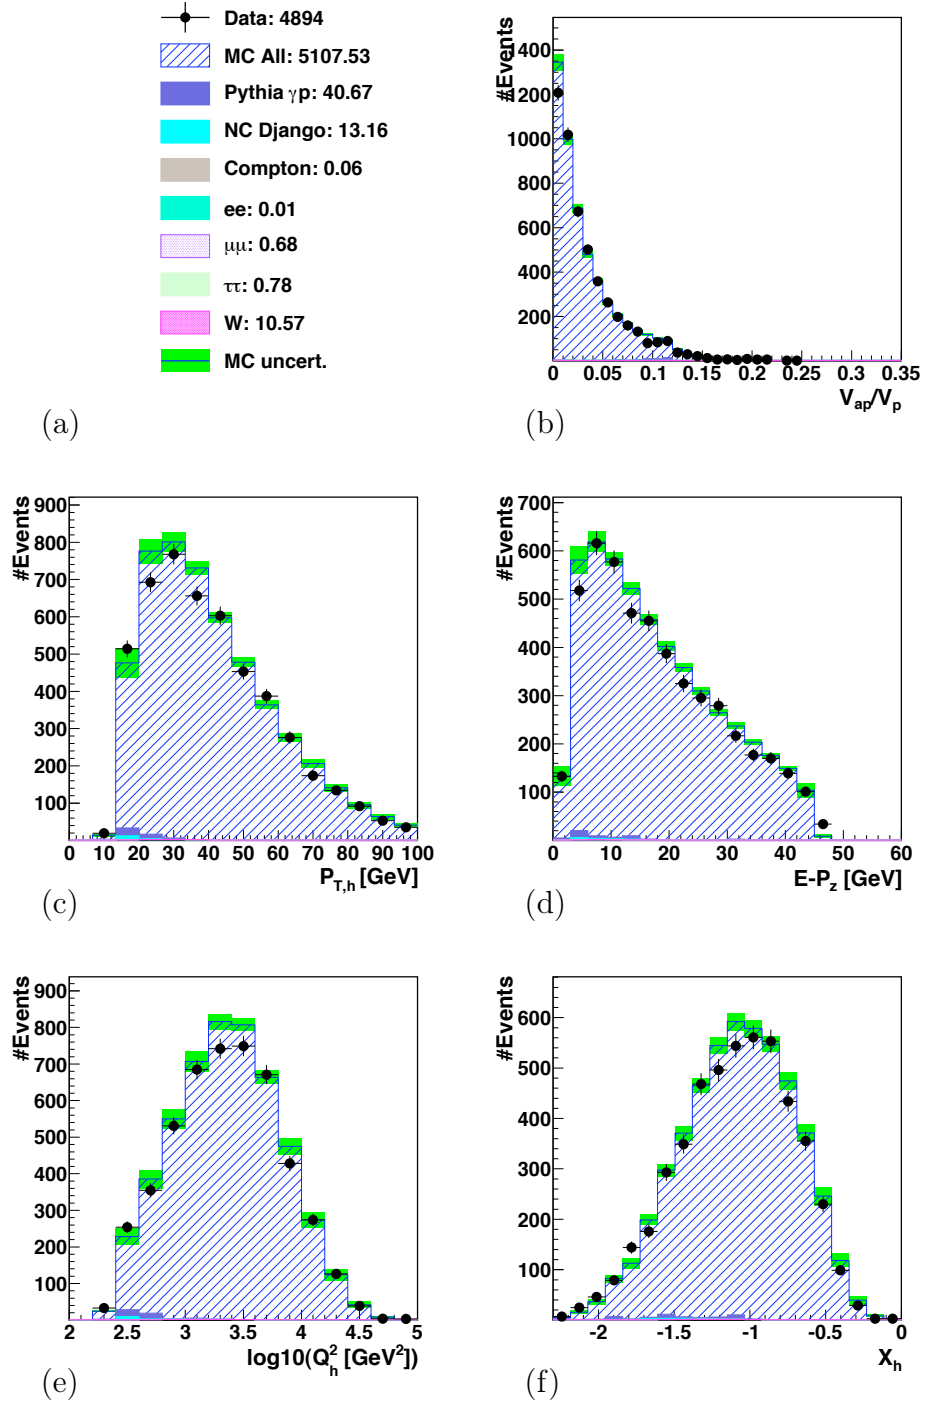 Data: 4894
MC All: 5107.53
Pythia γp: 40.67
NC Django: 13.16
Compton: 0.06
ee: 0.01
μμ: 0.68
ττ: 0.78
W: 10.57
MC uncert.
(a)
#Events
1400
1200
1000
800
600
400
200
0 0.05 0.1 0.15 0.2 0.25 0.3 0.35
V_ap/V_p
(b)
#Events
900
800
700
600
500
400
300
200
100
0 10 20 30 40 50 60 70 80 90 100
P_T,h [GeV]
(c)
#Events
700
600
500
400
300
200
100
0 10 20 30 40 50 60
E-P_z [GeV]
(d)
#Events
900
800
700
600
500
400
300
200
100
2 2.5 3 3.5 4 4.5 5
log10(Q_h^2 [GeV^2])
(e)
#Events
600
500
400
300
200
100
-2 -1.5 -1 -0.5 0
X_h
(f)